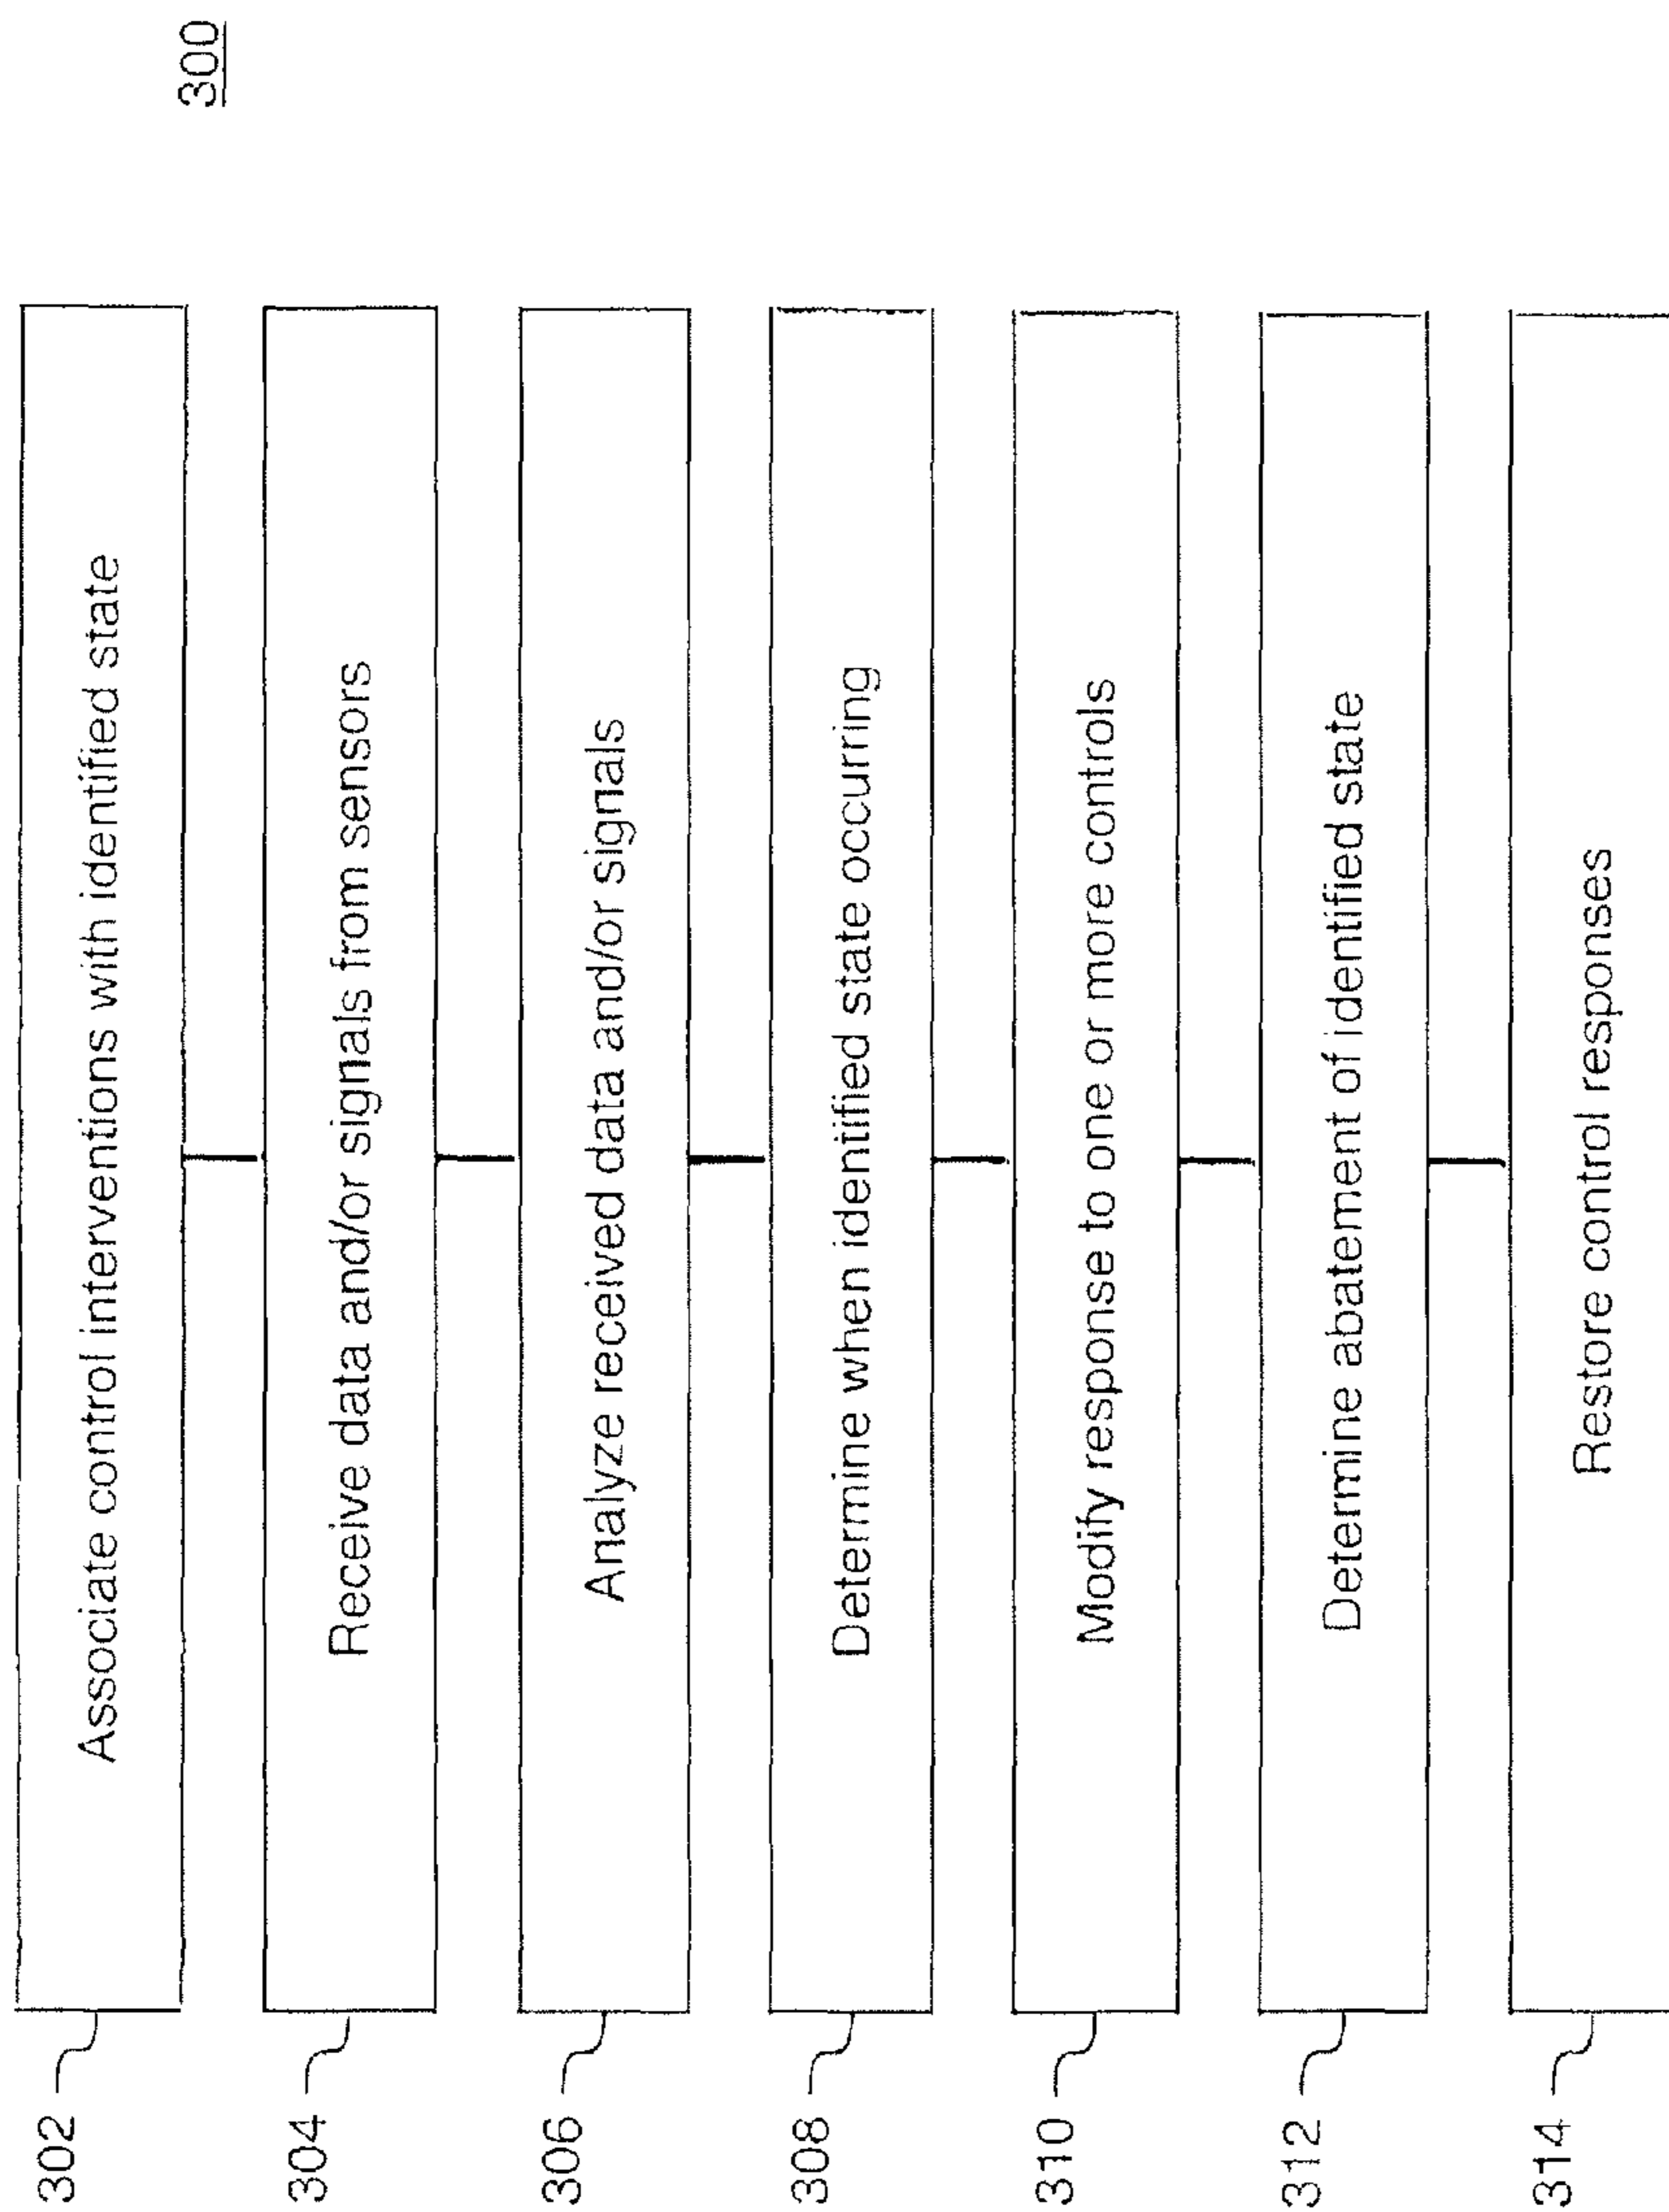 300
302
Associate control interventions with identified state
304
Receive data and/or signals from sensors
306
Analyze received data and/or signals
308
Determine when identified state occurring
310
Modify response to one or more controls
312
Determine abatement of identified state
314
Restore control responses